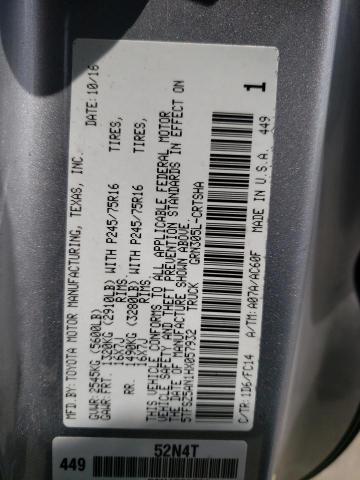 MFD. BY: TOYOTA MOTOR MANUFACTURING, TEXAS, INC. DATE: 10/16
GVWR: 2545KG (5600LB)
GAWR: FRT. 1320KG (2910LB) WITH P245/75R16 TIRES,
16X7J RIMS
RR. 1490KG (3280LB) WITH P245/75R16 TIRES,
16X7J RIMS
THIS VEHICLE CONFORMS TO ALL APPLICABLE FEDERAL MOTOR
VEHICLE SAFETY AND THEFT PREVENTION STANDARDS IN EFFECT ON
THE DATE OF MANUFACTURE SHOWN ABOVE.
TRUCK GRN305L-CRTSHA
C/TR:1D6/FC14 A/TM:A07A/AC60F MADE IN U.S.A. 449
1
449 52N4T